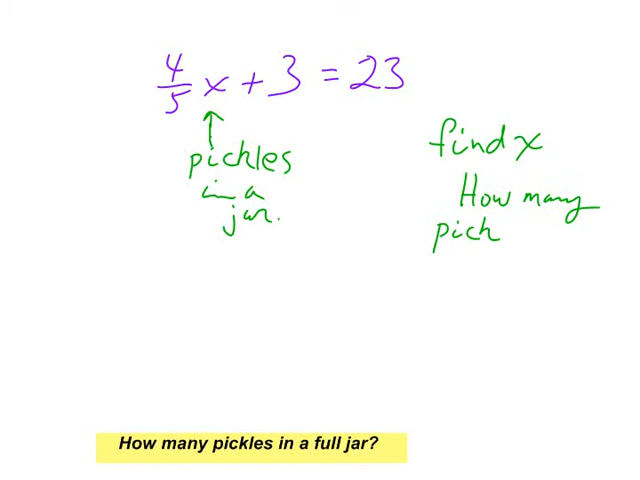 4/5 x + 3 = 23
pickles
in a
jar.
find x
How many
pick
How many pickles in a full jar?